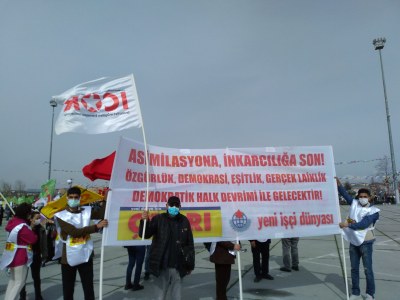 ICOR
ASİMİLASYONA, İNKARCILIĞA SON!
ÖZGÜRLÜK, DEMOKRASİ, EŞİTLİK, GERÇEK LAİKLİK
DEMOKRATİK HALK DEVRİMİ İLE GELECEKTİR!
yeni işçi dünyası